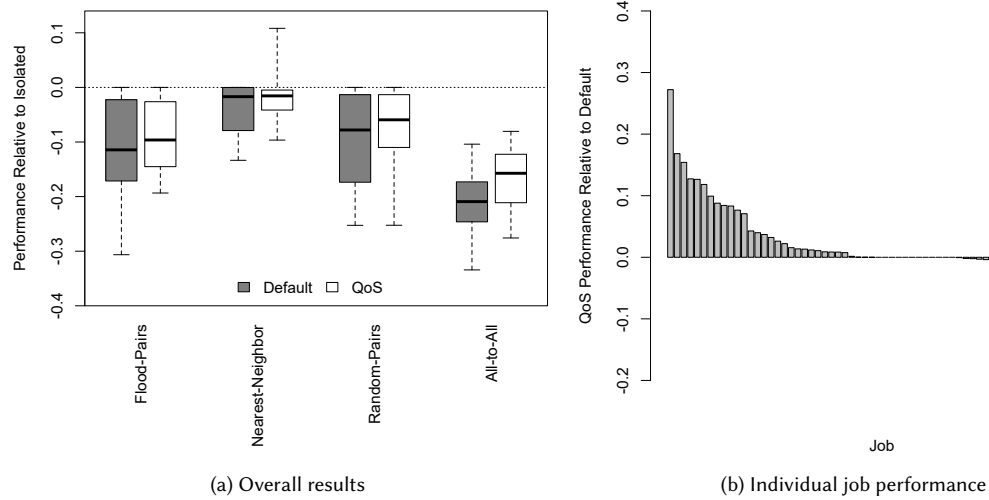 Performance Relative to Isolated
0.1
0.0
-0.1
-0.2
-0.3
-0.4
Default
QoS
Flood-Pairs
Nearest-Neighbor
Random-Pairs
All-to-All
(a) Overall results
QoS Performance Relative to Default
0.4
0.3
0.2
0.1
0.0
-0.1
-0.2
Job
(b) Individual job performance